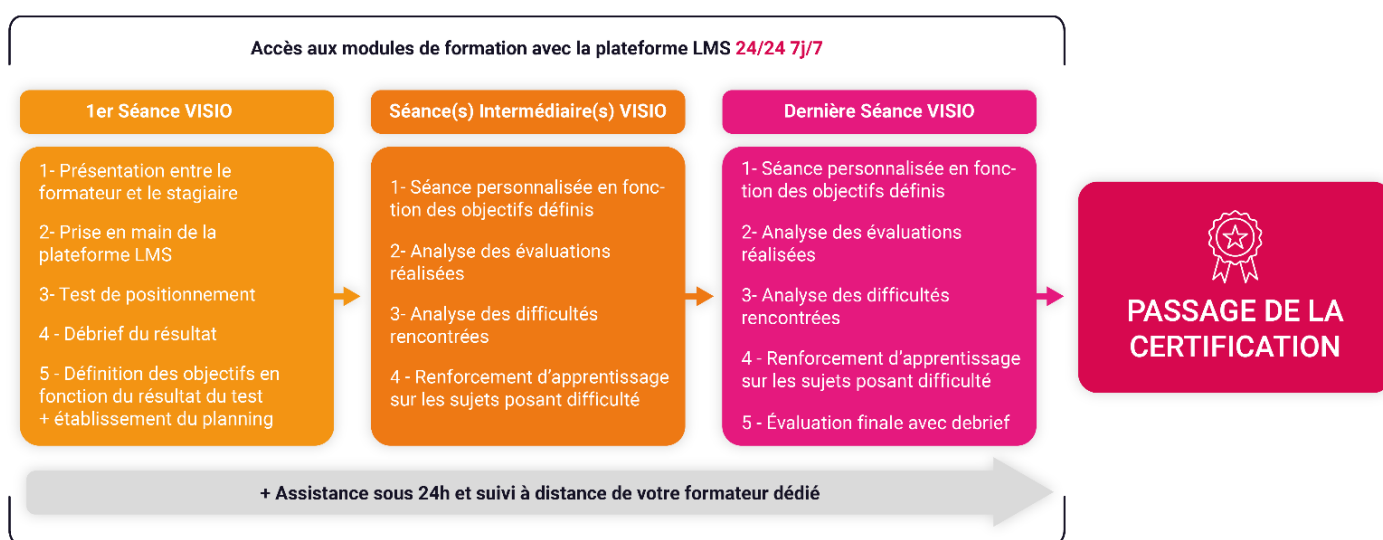 Accès aux modules de formation avec la plateforme LMS 24/24 7j/7
1er Séance VISIO
1- Présentation entre le
formateur et le stagiaire
2- Prise en main de la
plateforme LMS
3- Test de positionnement
4 - Débrief du résultat
5 - Définition des objectifs en
fonction du résultat du test
+ établissement du planning
Séance(s) Intermédiaire(s) VISIO
1- Séance personnalisée en fonc-
tion des objectifs définis
2- Analyse des évaluations
réalisées
3- Analyse des difficultés
rencontrées
4 - Renforcement d’apprentissage
sur les sujets posant difficulté
Dernière Séance VISIO
1- Séance personnalisée en fonc-
tion des objectifs définis
2- Analyse des évaluations
réalisées
3- Analyse des difficultés
rencontrées
4 - Renforcement d’apprentissage
sur les sujets posant difficulté
5 - Évaluation finale avec debrief
PASSAGE DE LA
CERTIFICATION
+ Assistance sous 24h et suivi à distance de votre formateur dédié